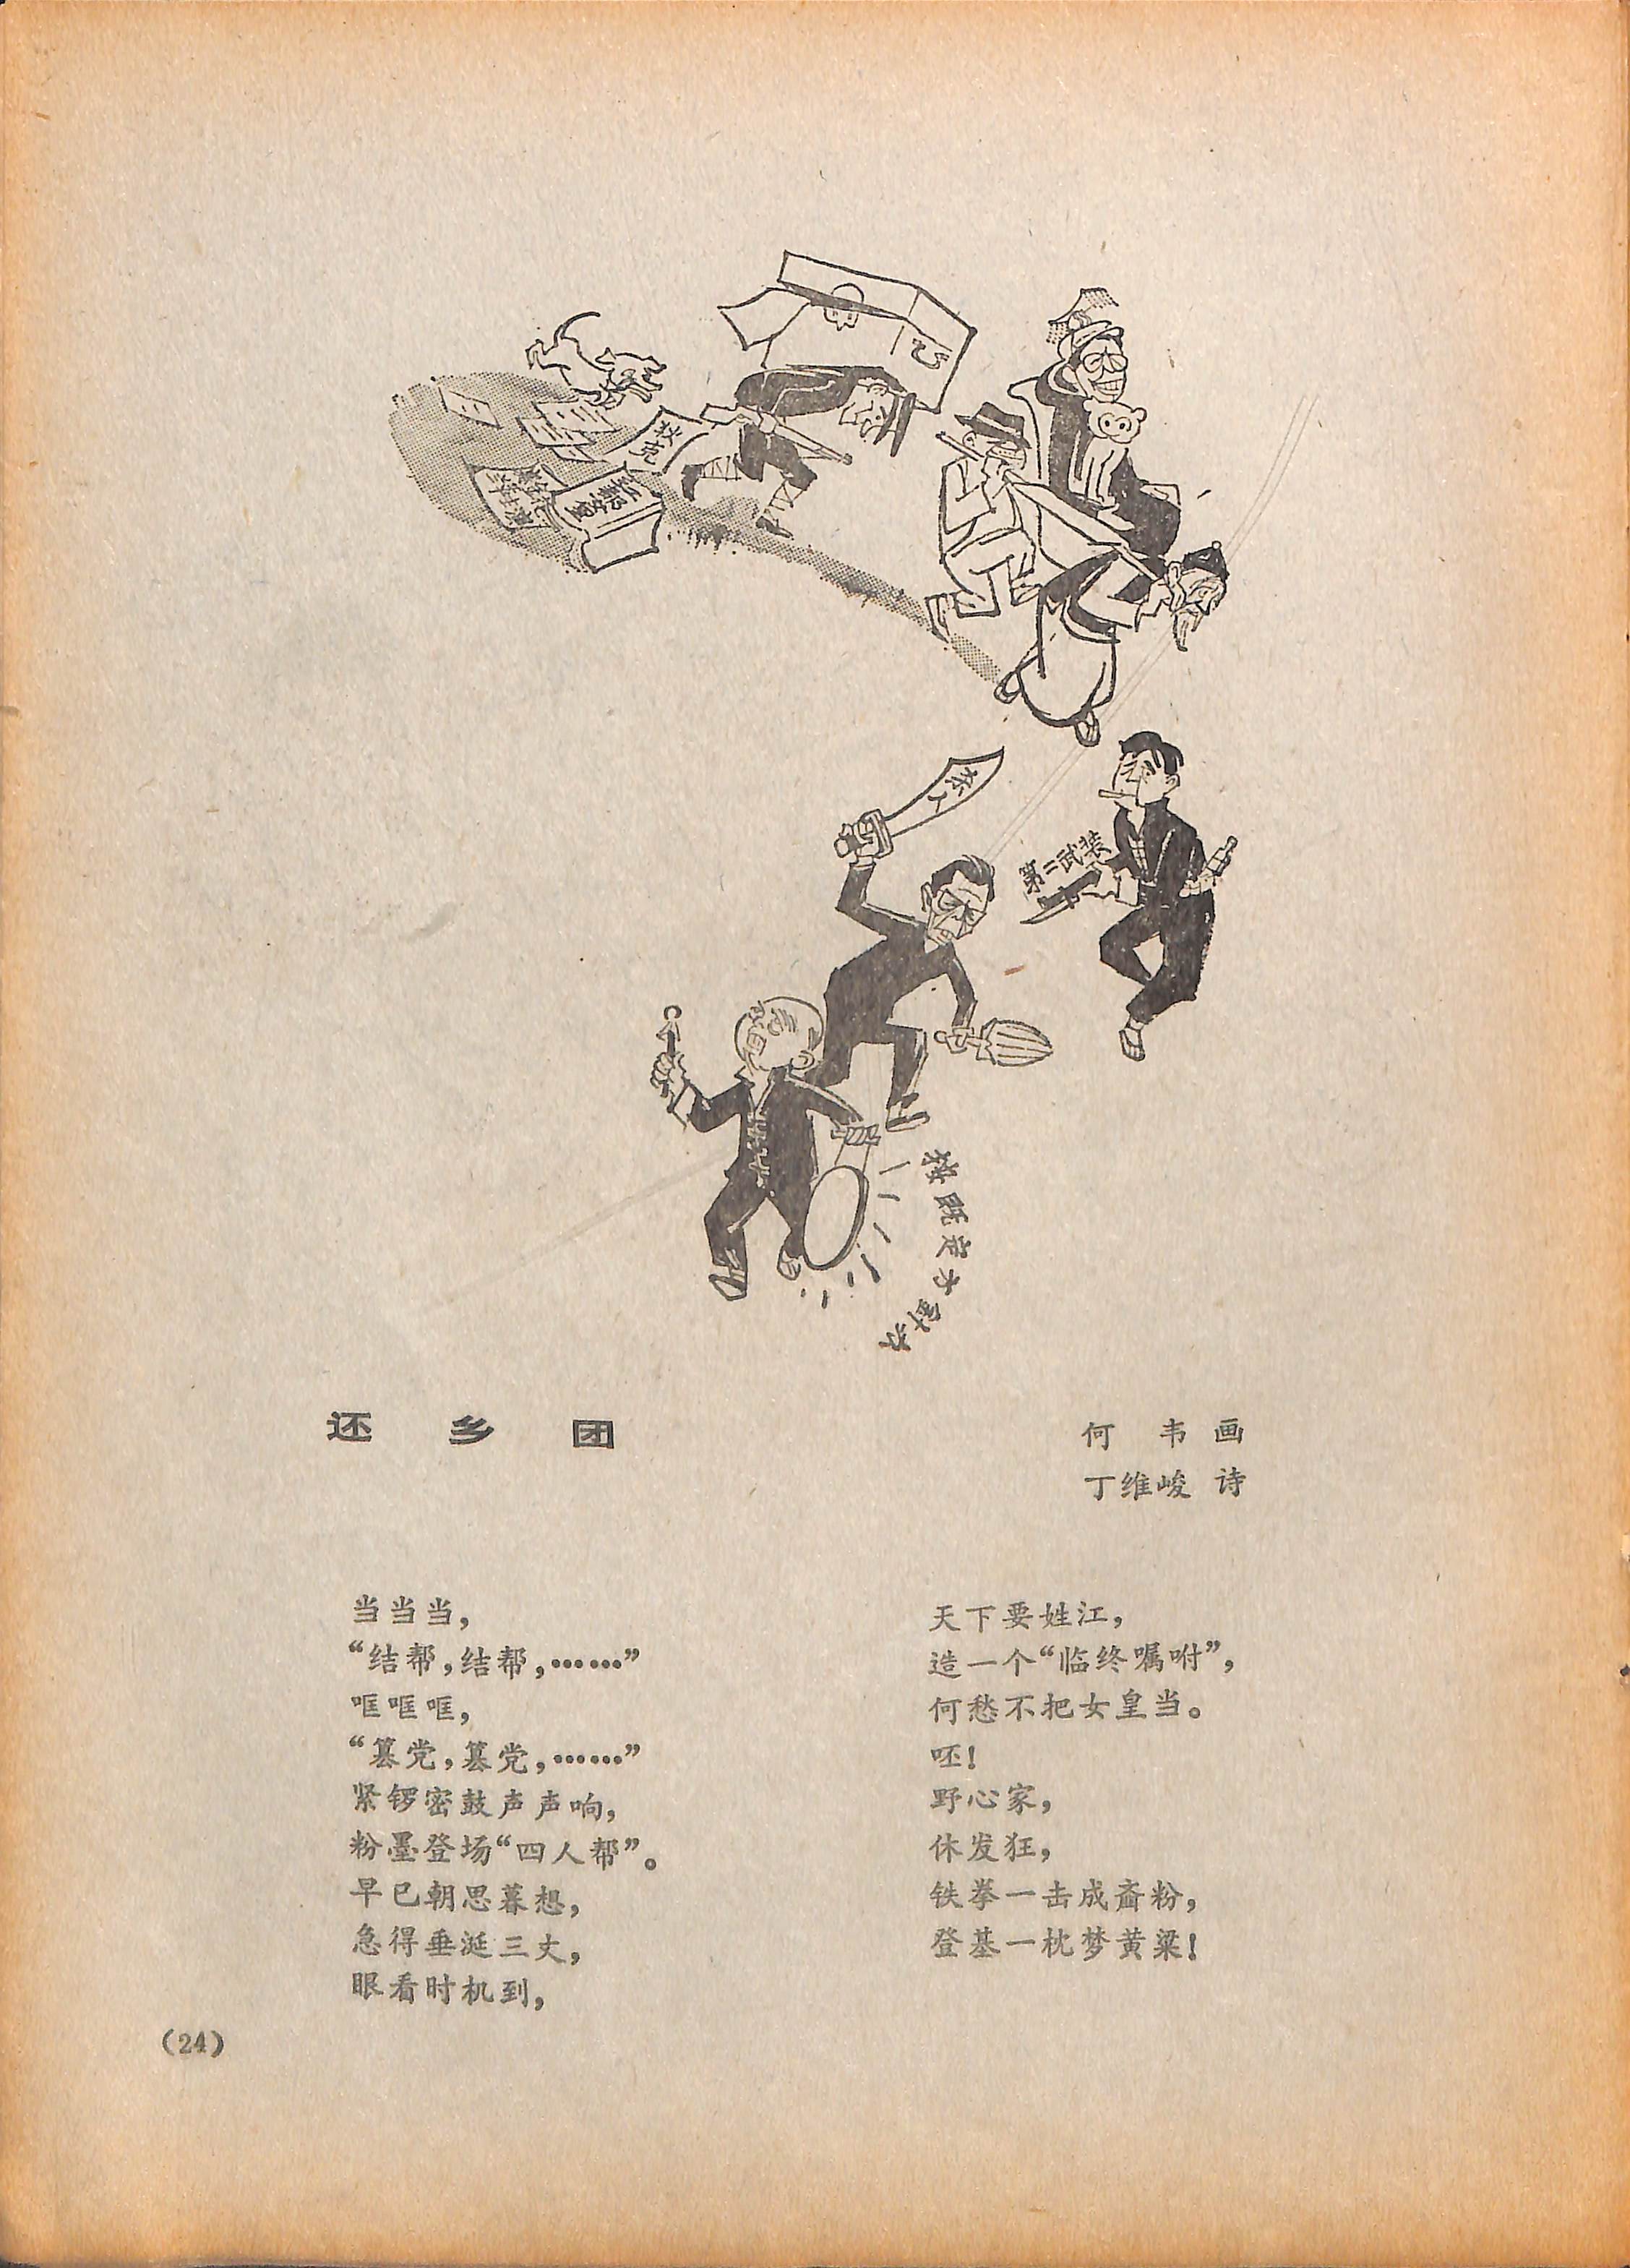 杀人
第二武装
按既定方针办
还乡团
何 韦 画
丁维峻 诗
当当当，
“结帮，结帮，……”
哐哐哐，
“篡党，篡党，……”
紧锣密鼓声声响，
粉墨登场“四人帮”。
早已朝思暮想，
急得垂涎三丈，
眼看时机到，
天下要姓江，
造一个“临终嘱咐”，
何愁不把女皇当。
呸！
野心家，
休发狂，
铁拳一击成齑粉，
登基一枕梦黄粱！
（24）